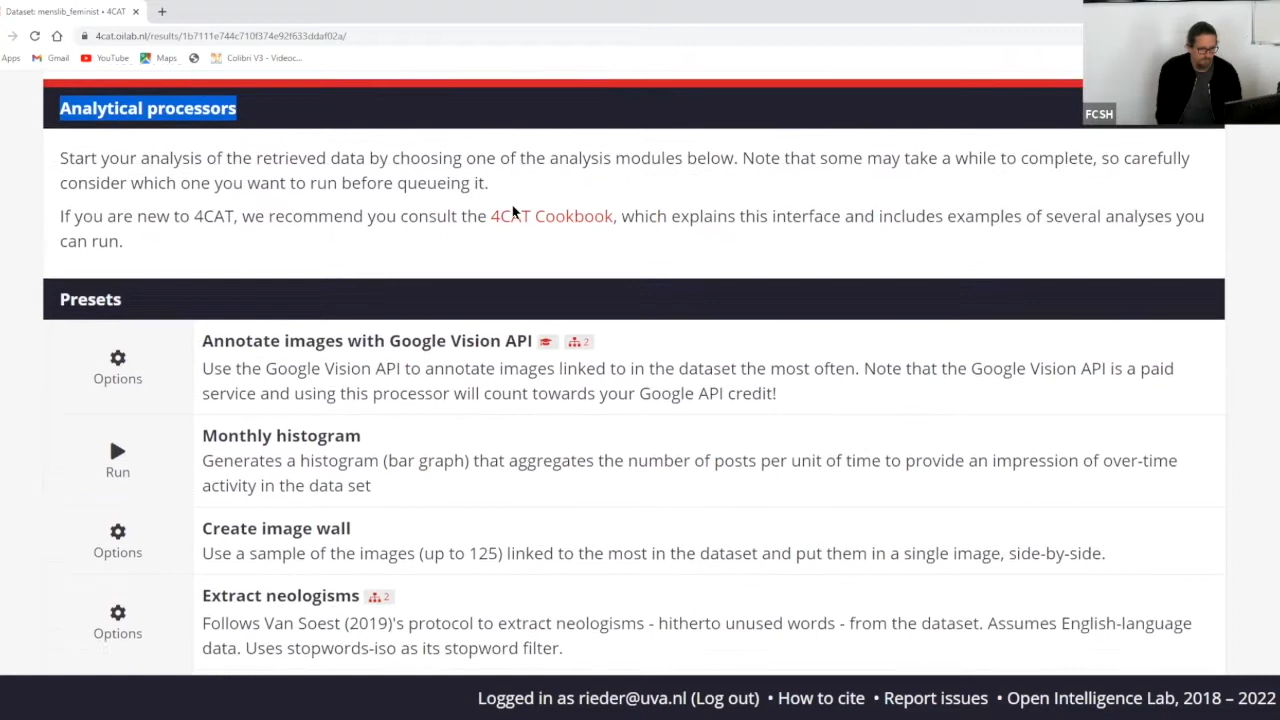 Dataset: menslib_feminist • 4CAT
4cat.oilab.nl/results/1b7111e744c710f374e92f633ddaf02a/
Apps Gmail YouTube Maps Colibri V3 - Videoc...
FCSH
Analytical processors
Start your analysis of the retrieved data by choosing one of the analysis modules below. Note that some may take a while to complete, so carefully
consider which one you want to run before queueing it.
If you are new to 4CAT, we recommend you consult the 4CAT Cookbook, which explains this interface and includes examples of several analyses you
can run.
Presets
Annotate images with Google Vision API 2
Options
Use the Google Vision API to annotate images linked to in the dataset the most often. Note that the Google Vision API is a paid
service and using this processor will count towards your Google API credit!
Monthly histogram
Run
Generates a histogram (bar graph) that aggregates the number of posts per unit of time to provide an impression of over-time
activity in the data set
Create image wall
Options
Use a sample of the images (up to 125) linked to the most in the dataset and put them in a single image, side-by-side.
Extract neologisms 2
Options
Follows Van Soest (2019)'s protocol to extract neologisms - hitherto unused words - from the dataset. Assumes English-language
data. Uses stopwords-iso as its stopword filter.
Logged in as rieder@uva.nl (Log out) • How to cite • Report issues • Open Intelligence Lab, 2018 – 2022